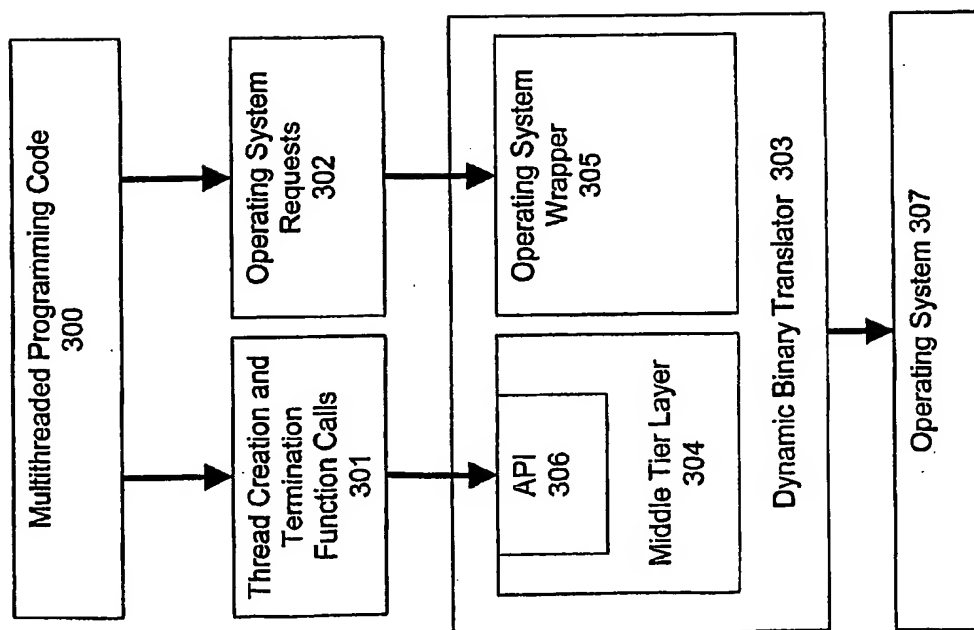 Multithreaded Programming Code
300
Thread Creation and
Termination
Function Calls
301
Operating System
Requests
302
API
306
Middle Tier Layer
304
Operating System
Wrapper
305
Dynamic Binary Translator 303
Operating System 307